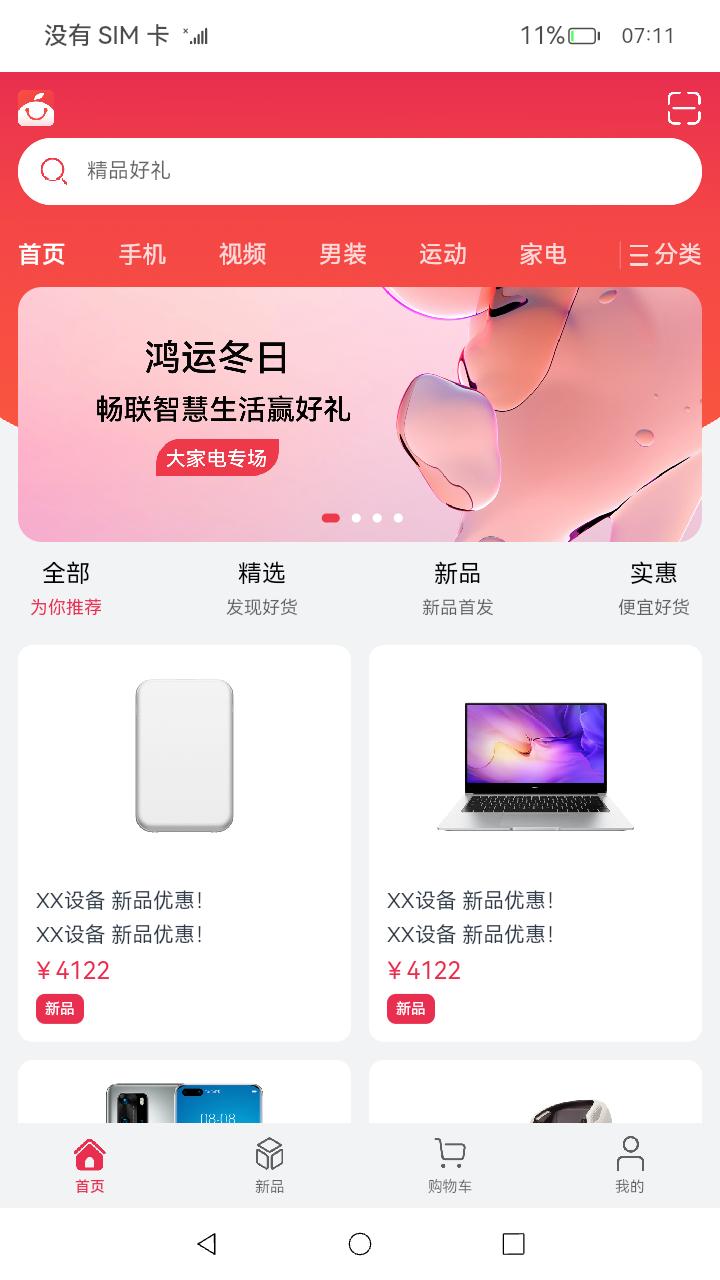 没有 SIM 卡
11%
07:11
精品好礼
首页 手机 视频 男装 运动 家电 分类
鸿运冬日
畅联智慧生活赢好礼
大家电专场
全部 精选 新品 实惠
为你推荐 发现好货 新品首发 便宜好货
XX设备 新品优惠!
XX设备 新品优惠!
¥4122
新品
XX设备 新品优惠!
XX设备 新品优惠!
¥4122
新品
08:08
首页 新品 购物车 我的